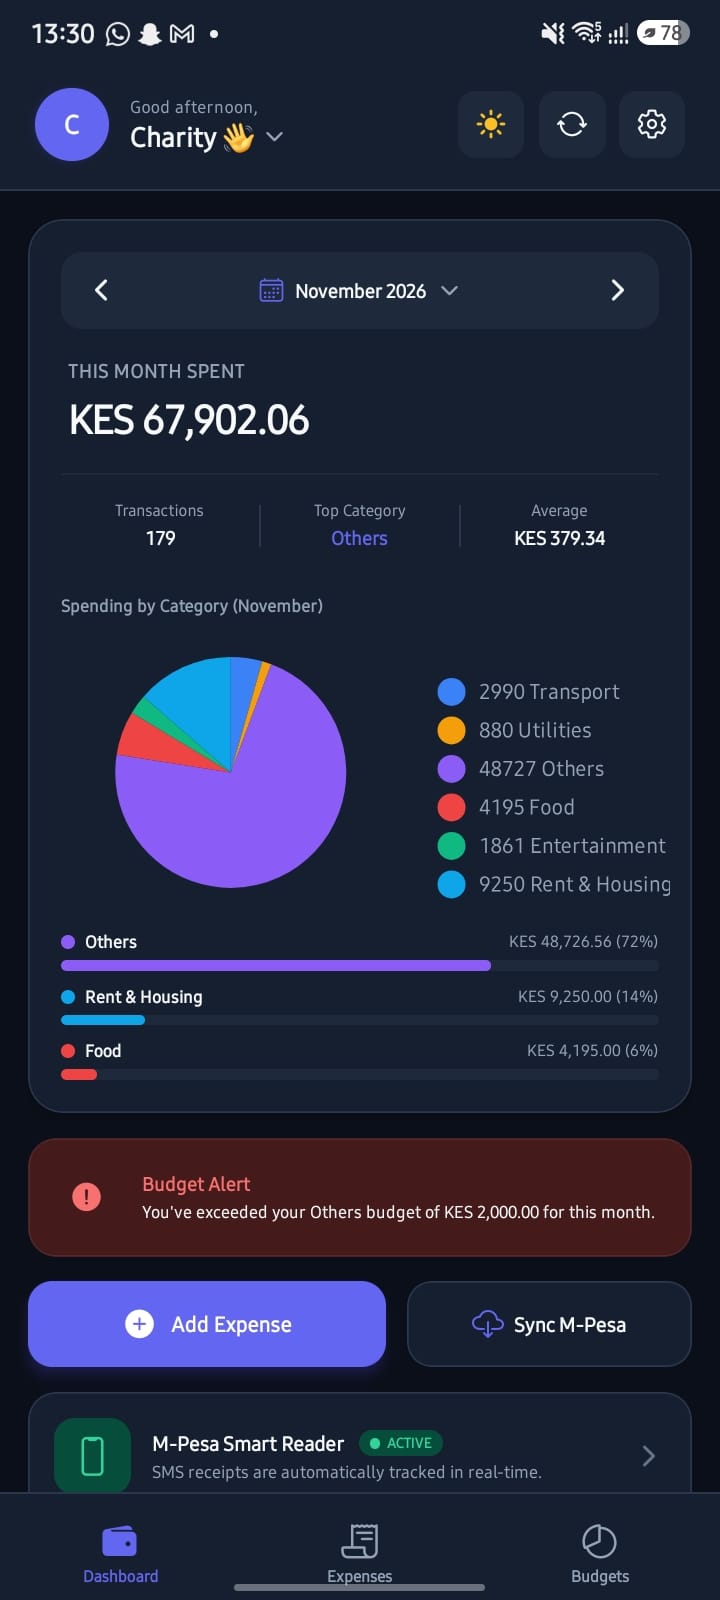 13:30 78
C
Good afternoon,
Charity 👋
November 2026
THIS MONTH SPENT
KES 67,902.06
Transactions Top Category Average
179 Others KES 379.34
Spending by Category (November)
2990 Transport
880 Utilities
48727 Others
4195 Food
1861 Entertainment
9250 Rent & Housing
Others KES 48,726.56 (72%)
Rent & Housing KES 9,250.00 (14%)
Food KES 4,195.00 (6%)
Budget Alert
You've exceeded your Others budget of KES 2,000.00 for this month.
Add Expense Sync M-Pesa
M-Pesa Smart Reader ACTIVE
SMS receipts are automatically tracked in real-time.
Dashboard Expenses Budgets